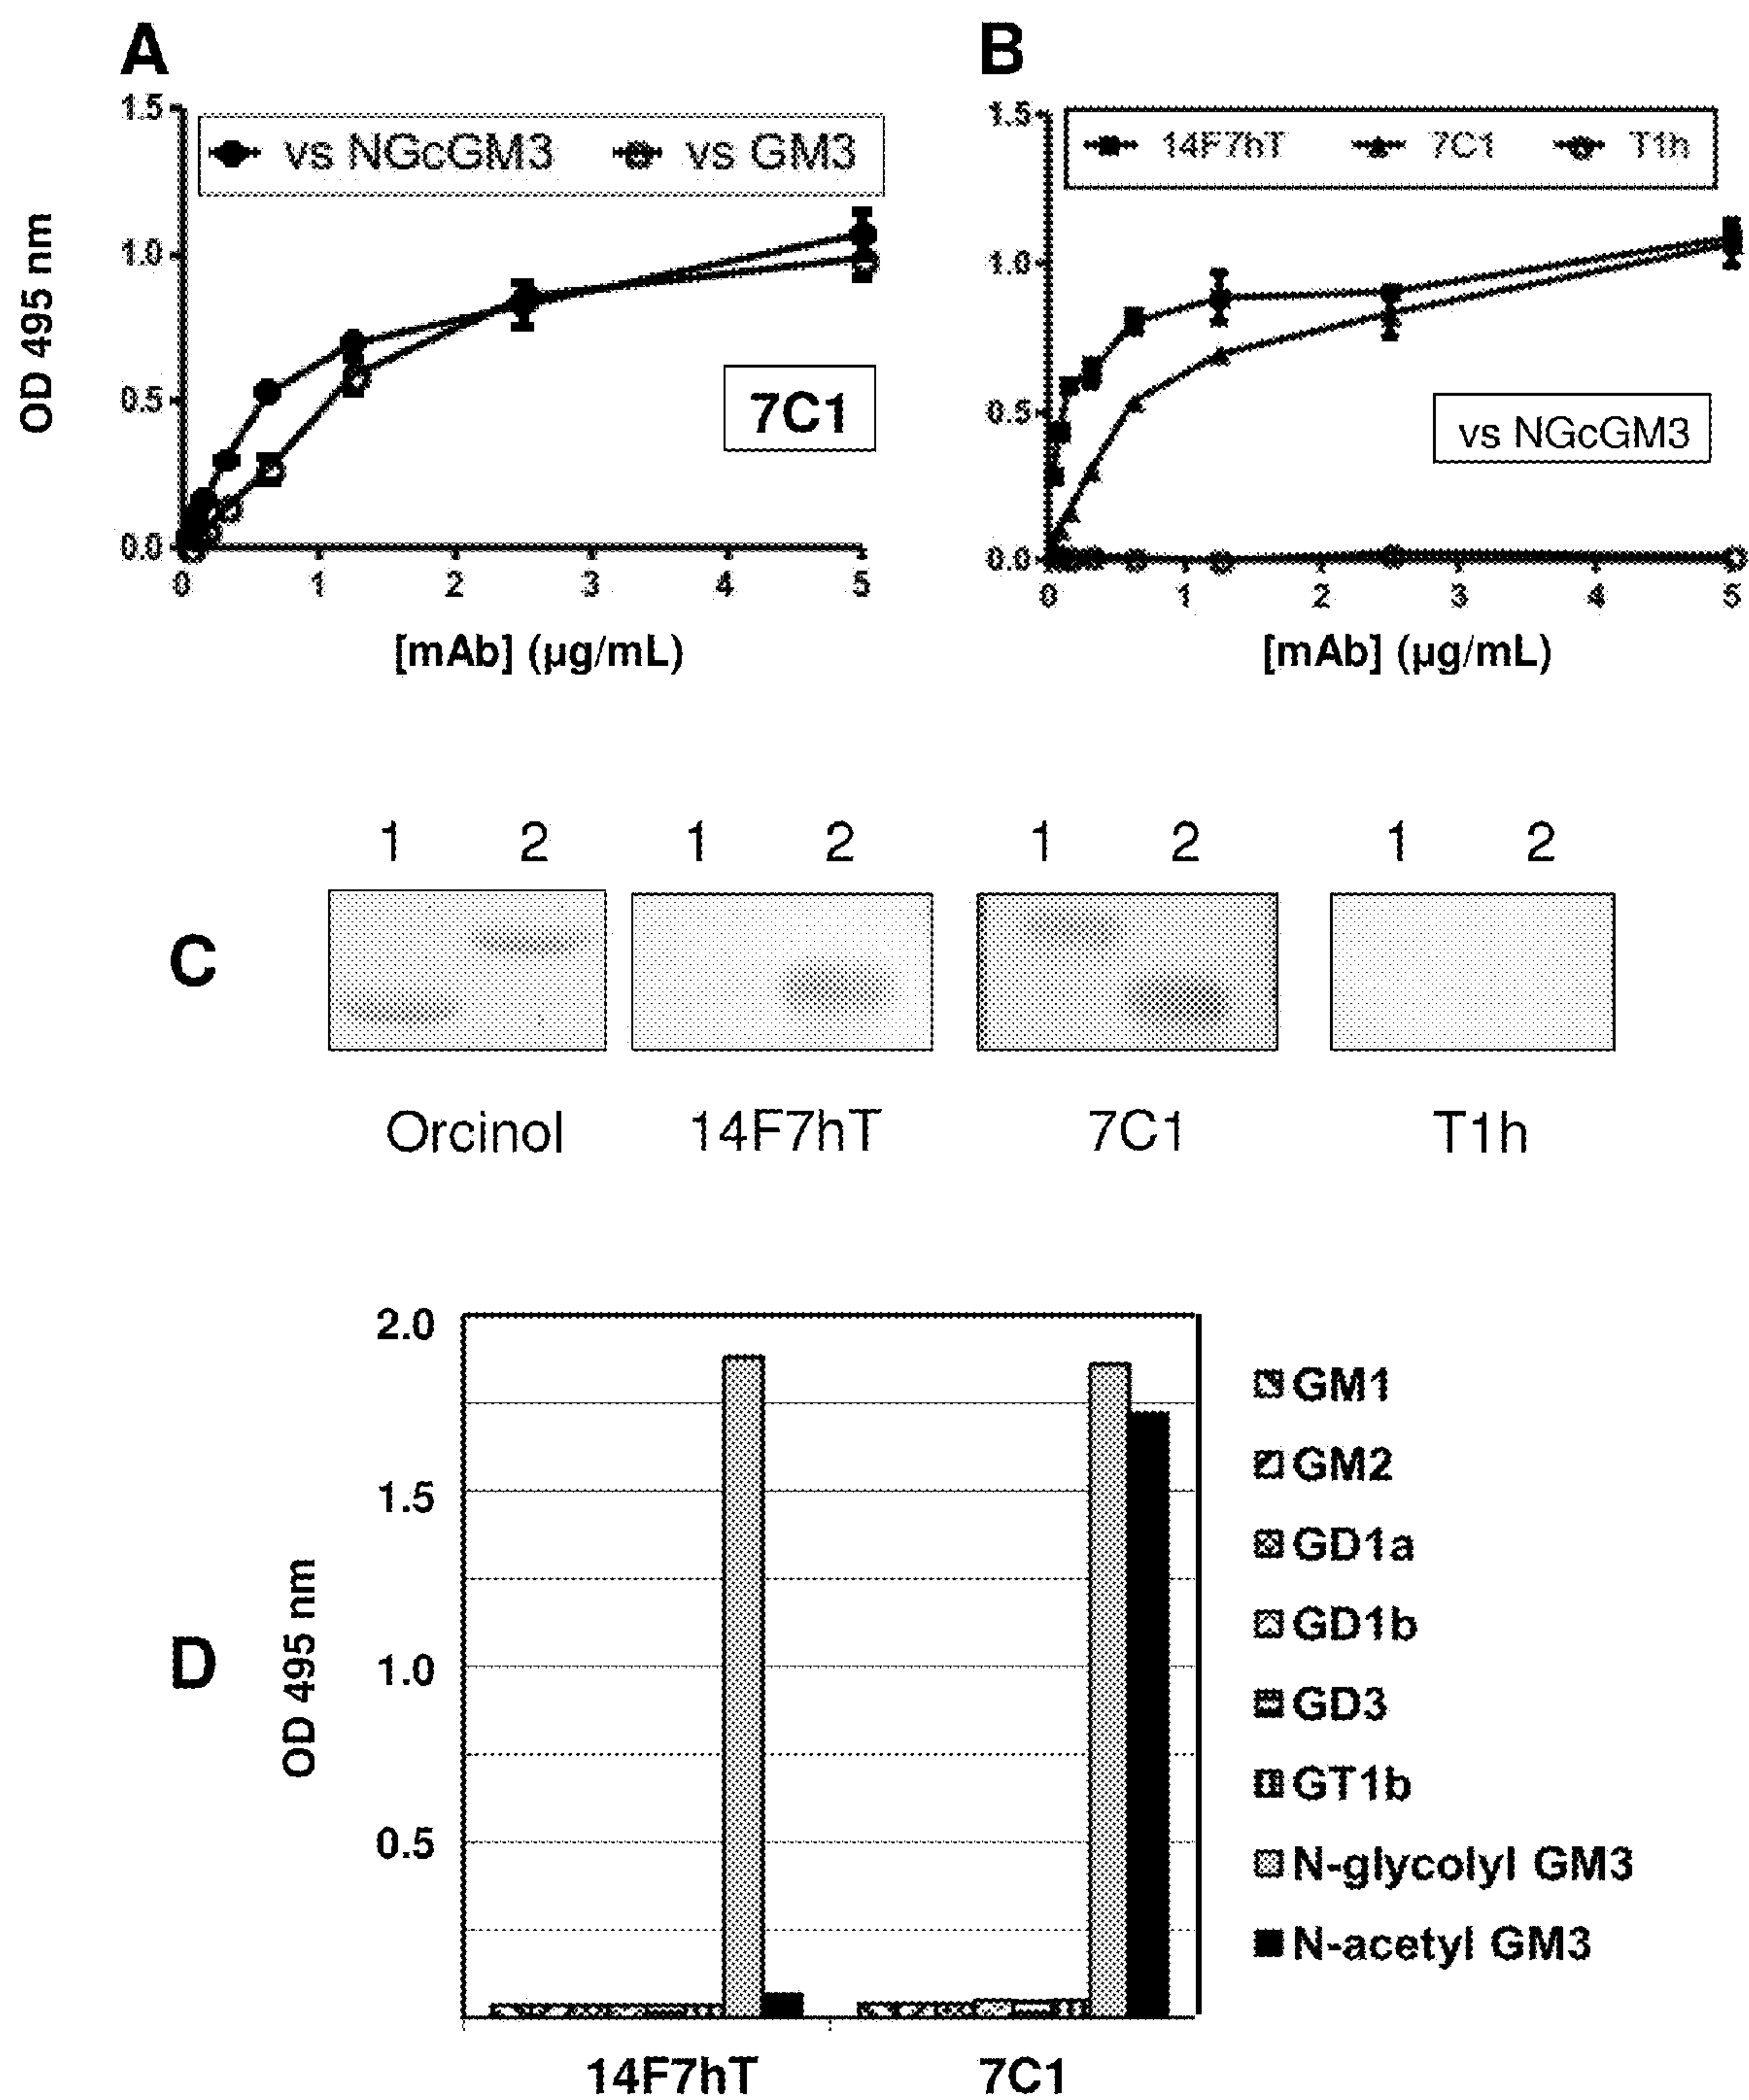 A
1.5
vs NGcGM3 vs GM3
1.0
0.5
0.0
OD 495 nm
7C1
0 1 2 3 4 5
[mAb] (µg/mL)
B
1.5
14F7hT 7C1 T1h
1.0
0.5
0.0
vs NGcGM3
0 1 2 3 4 5
[mAb] (µg/mL)
C
1 2 1 2 1 2 1 2
Orcinol 14F7hT 7C1 T1h
D
OD 495 nm
2.0
1.5
1.0
0.5
14F7hT 7C1
GM1
GM2
GD1a
GD1b
GD3
GT1b
N-glycolyl GM3
N-acetyl GM3